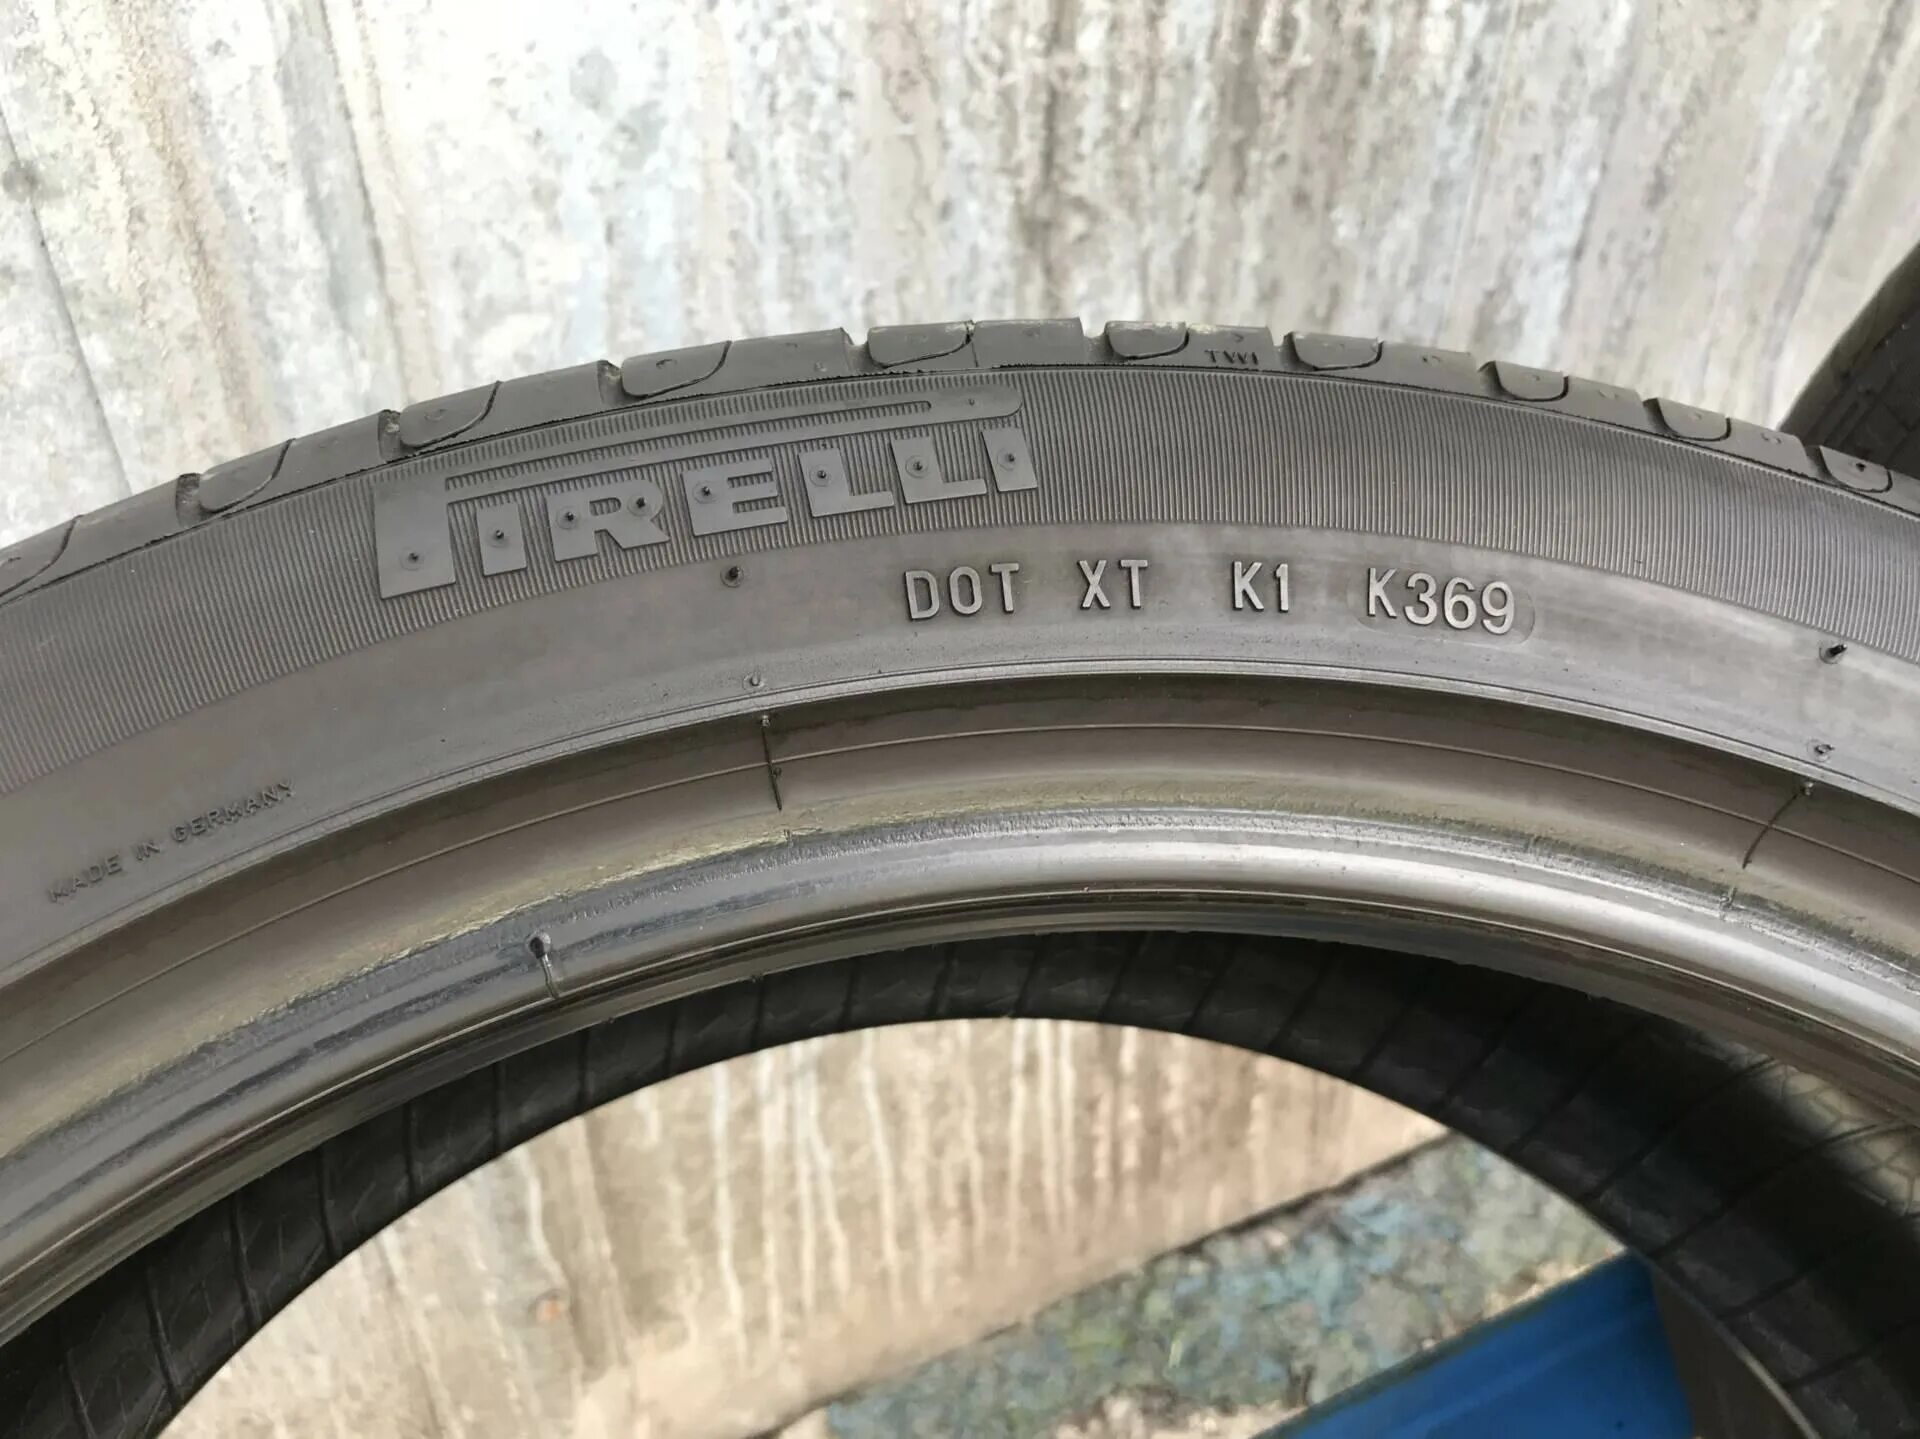 TWI
PIRELLI
DOT XT K1 K369
MADE IN GERMANY